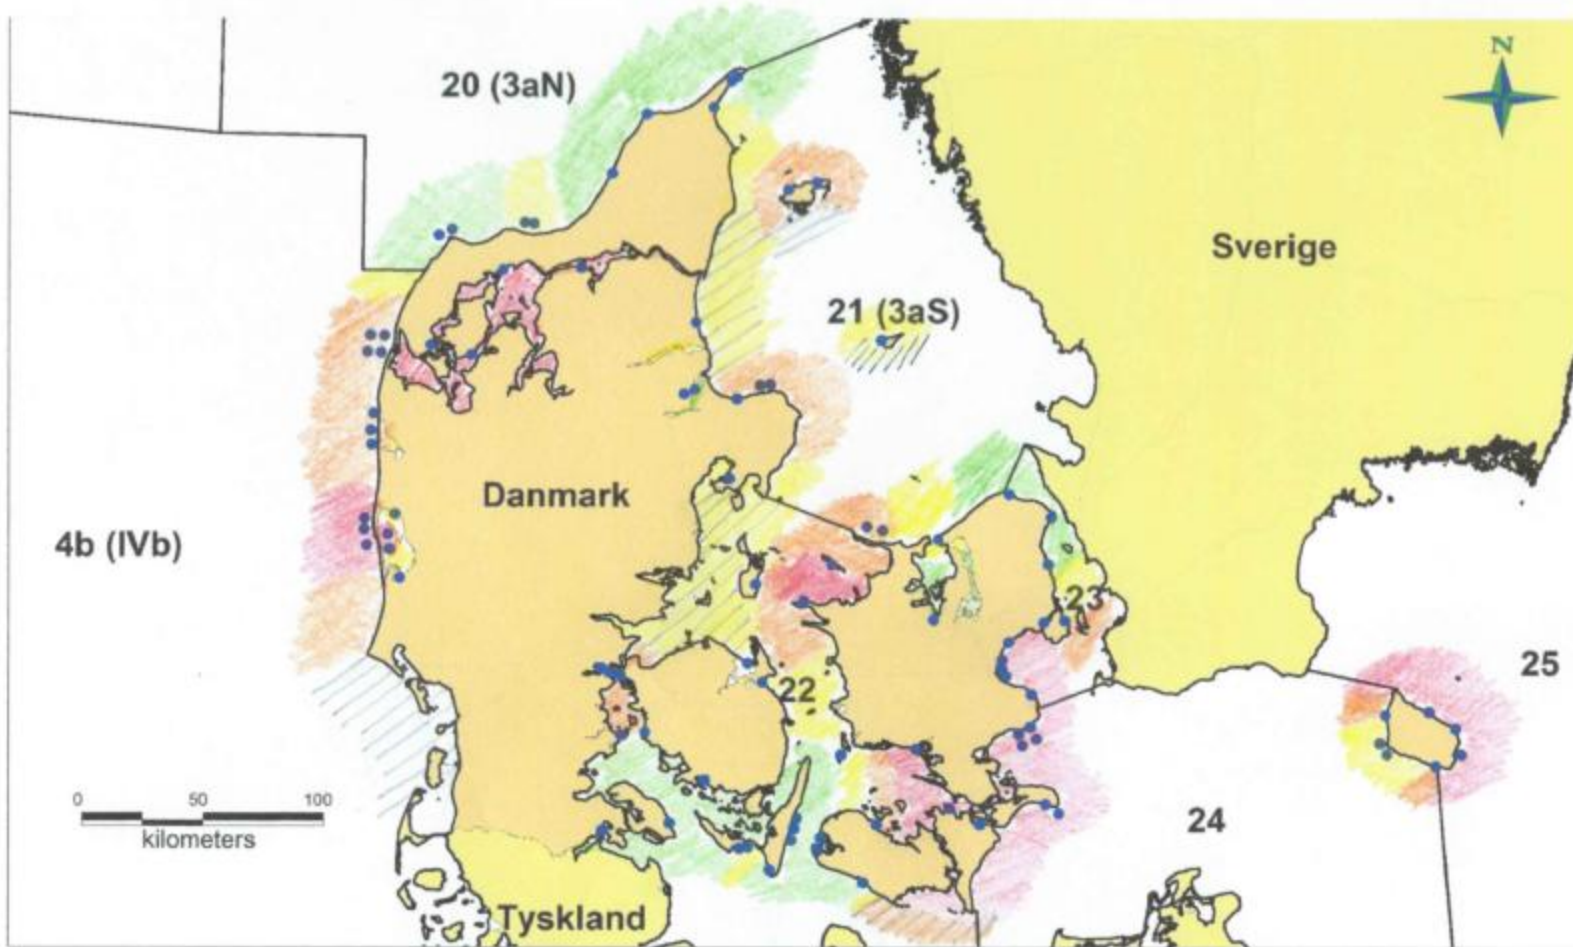 N
20 (3aN)
Sverige
21 (3aS)
Danmark
4b (IVb)
23
25
22
0 50 100
kilometers
24
Tyskland